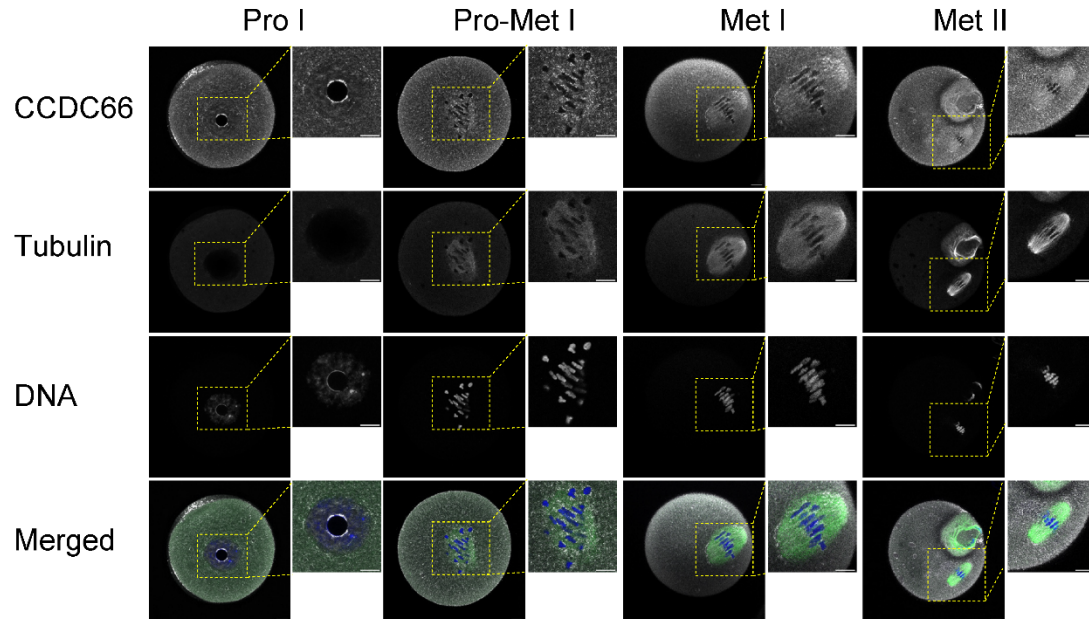 Pro I Pro-Met I Met I Met II
CCDC66
Tubulin
DNA
Merged